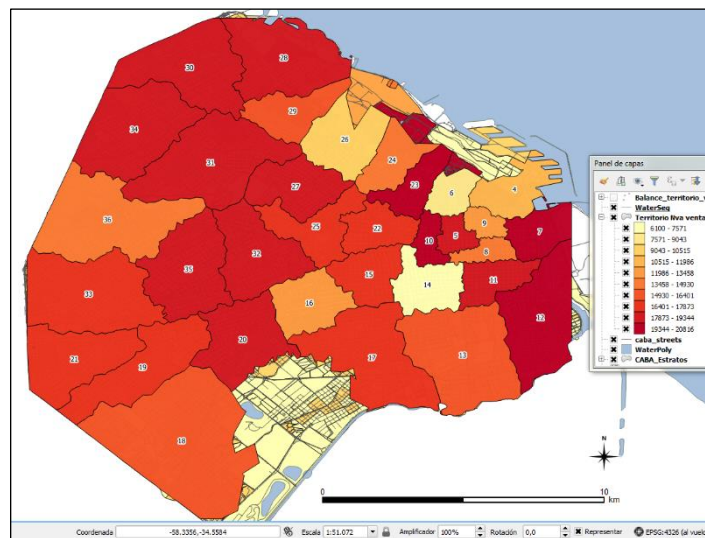 30
28
29
34
26
24
31
27
23
6
4
36
25
22
10
5
9
7
8
35
32
15
14
11
33
16
12
20
17
13
21
19
18
Panel de capas
Balance_territorio_v
WaterSeg
Territorio Nva venta
6100 - 7571
7571 - 9043
9043 - 10515
10515 - 11986
11986 - 13458
13458 - 14930
14930 - 16401
16401 - 17873
17873 - 19344
19344 - 20816
caba_streets
WaterPoly
CABA_Estratos
N
0
10
km
Coordenada -58.3356,-34.5584 Escala 1:51.072 Amplificador 100% Rotación 0,0 Representar EPSG:4326 (al vuelo